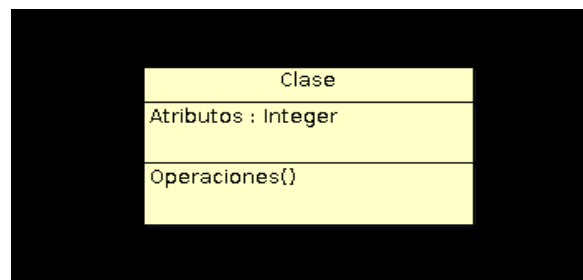 Clase
Atributos : Integer
Operaciones()